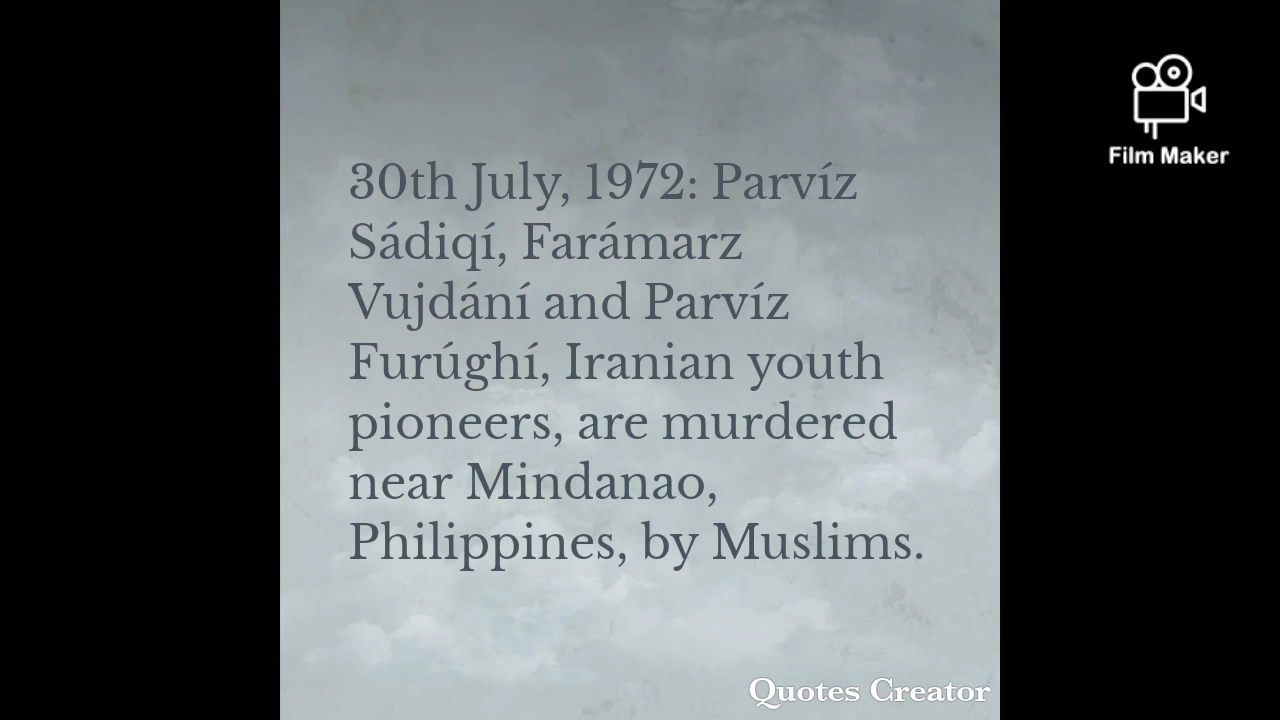 30th July, 1972: Parvíz
Sádiqí, Farámarz
Vujdání and Parvíz
Furúghí, Iranian youth
pioneers, are murdered
near Mindanao,
Philippines, by Muslims.
Film Maker
Quotes Creator